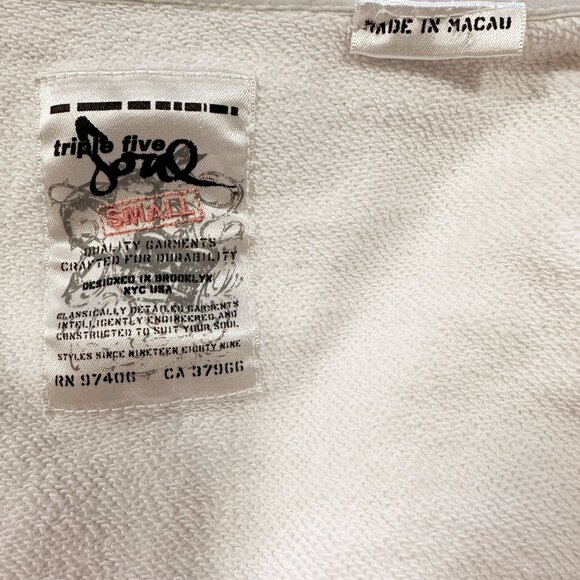 MADE IN MACAU
triple five
Soul
SMALL
QUALITY GARMENTS
CRAFTED FOR DURABILITY
DESIGNED IN BROOKLYN
NYC USA
CLASSICALLY DETAILED GARMENTS
INTELLIGENTLY ENGINEERED AND
CONSTRUCTED TO SUIT YOUR SOUL.
STYLES SINCE NINETEEN EIGHTY NINE
RN 97406 CA 37966